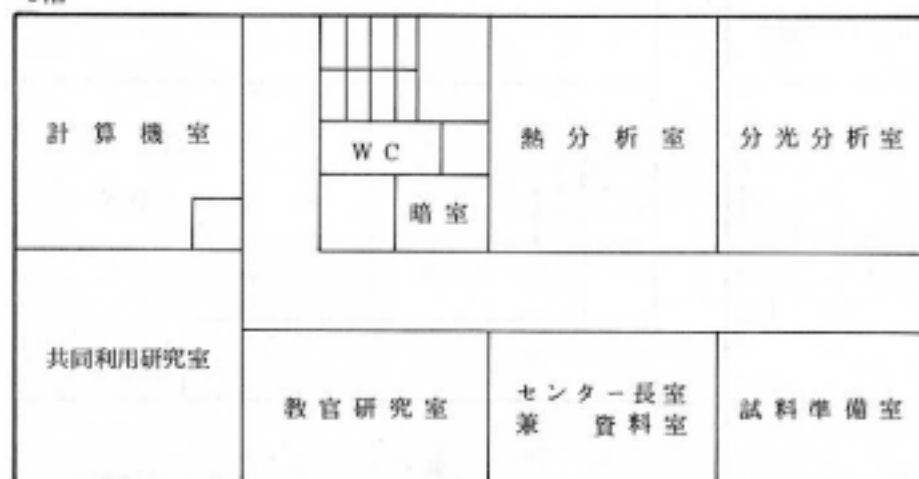 計算機室
WC
暗室
熱分析室
分光分析室
共同利用研究室
教官研究室
センター長室
兼資料室
試料準備室